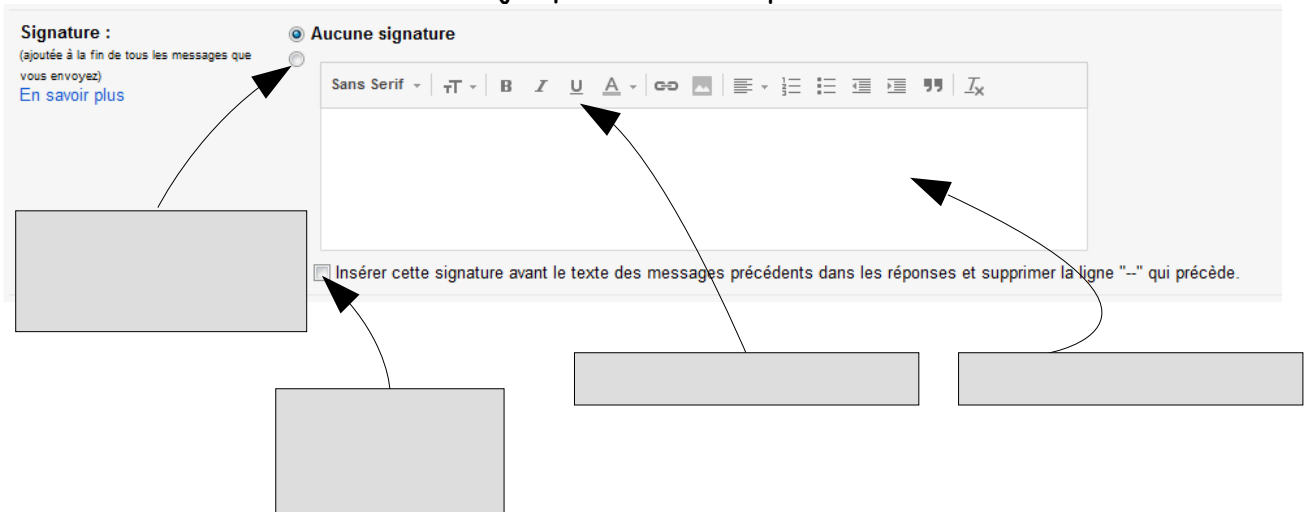 Signature :
(ajoutée à la fin de tous les messages que
vous envoyez)
En savoir plus
Aucune signature
Sans Serif
Insérer cette signature avant le texte des messages précédents dans les réponses et supprimer la ligne "--" qui précède.